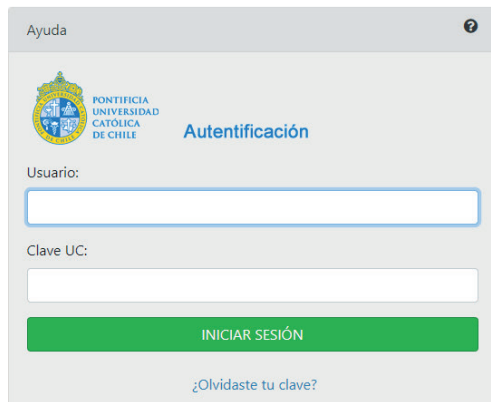 Ayuda
PONTIFICIA
UNIVERSIDAD
CATÓLICA
DE CHILE
Autentificación
Usuario:
Clave UC:
INICIAR SESIÓN
¿Olvidaste tu clave?